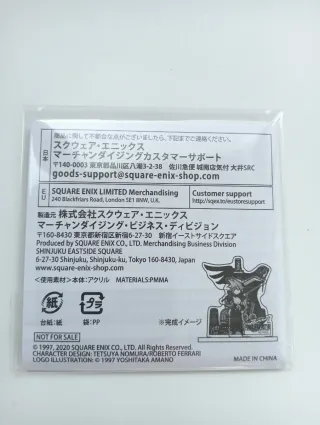 商品に関して不都合な点がございましたら、下記までご連絡ください。
日本
スクウェア・エニックス
マーチャンダイジングカスタマーサポート
〒140-0003 東京都品川区八潮3-2-38 佐川急便 城南店気付 大井SRC
goods-support@square-enix-shop.com
EU
SQUARE ENIX LIMITED Merchandising
240 Blackfriars Road, London SE1 8NW, U.K.
Customer support
http://sqex.to/eustoresupport
製造元 株式会社スクウェア・エニックス
マーチャンダイジング・ビジネス・ディビジョン
〒160-8430 東京都新宿区新宿6-27-30 新宿イーストサイドスクエア
Produced by SQUARE ENIX CO., LTD. Merchandising Business Division
SHINJUKU EASTSIDE SQUARE
6-27-30 Shinjuku, Shinjuku-ku, Tokyo 160-8430, Japan
www.square-enix-shop.com
<使用素材>本体:アクリル MATERIALS:PMMA
紙
プラ
台紙:紙
袋:PP
※完成イメージ
NOT FOR SALE
© 1997, 2020 SQUARE ENIX CO., LTD. All Rights Reserved.
CHARACTER DESIGN: TETSUYA NOMURA/ROBERTO FERRARI
LOGO ILLUSTRATION: © 1997 YOSHITAKA AMANO
MADE IN CHINA